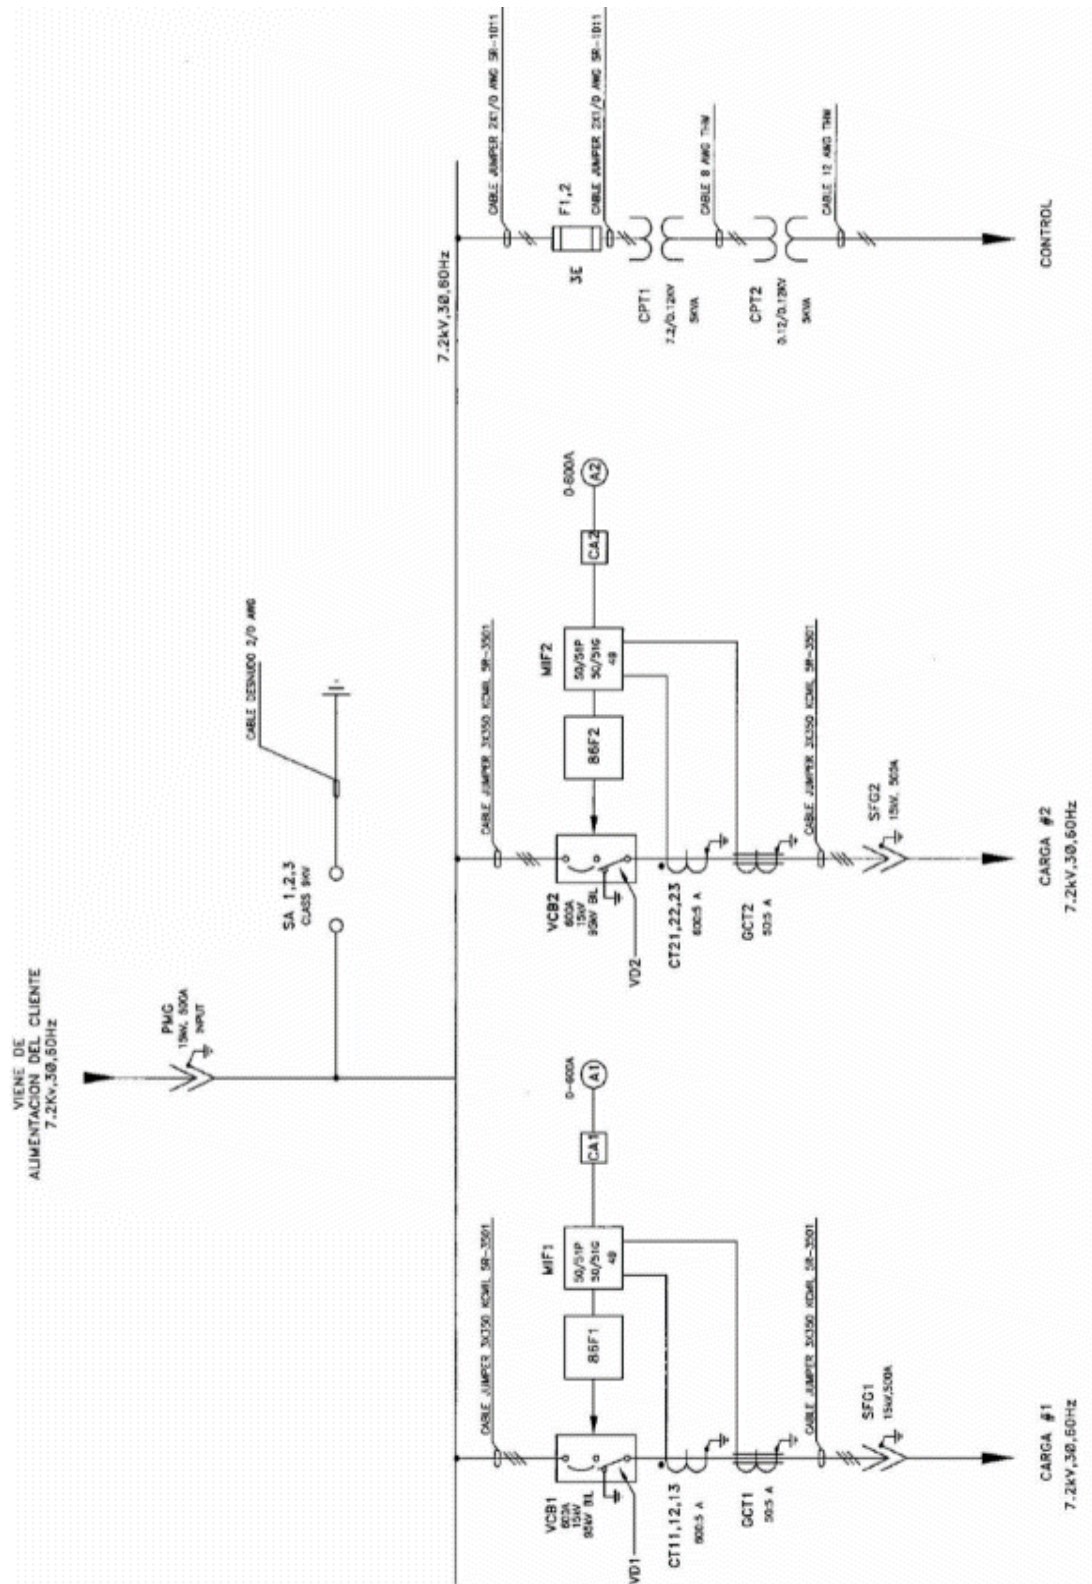 VIENE DE
ALIMENTACION DEL CLIENTE
7.2Kv,3Ø,60Hz
PMG
15kV, 500A
INPUT
SA 1,2,3
CLASS 9KV
CABLE DESNUDO 2/0 AWG
7.2kV,3Ø,60Hz
CABLE JUMPER 3X350 KCMIL SR-3501
VCB1
600A
15kV
95kV BIL
VD1
86F1
MIF1
50/51P
50/51G
49
CA1
A1
0-600A
CT11,12,13
600:5 A
GCT1
50:5 A
CABLE JUMPER 3X350 KCMIL SR-3501
SFG1
15kV,500A
CARGA #1
7.2kV,3Ø,60Hz
CABLE JUMPER 3X350 KCMIL SR-3501
VCB2
600A
15kV
95kV BIL
VD2
86F2
MIF2
50/51P
50/51G
49
CA2
A2
0-600A
CT21,22,23
600:5 A
GCT2
50:5 A
CABLE JUMPER 3X350 KCMIL SR-3501
SFG2
15kV, 500A
CARGA #2
7.2kV,3Ø,60Hz
CABLE JUMPER 2X1/0 AWG SR-1011
F1,2
3E
CABLE JUMPER 2X1/0 AWG SR-1011
CPT1
7.2/0.12KV
5KVA
CABLE 8 AWG THW
CPT2
0.12/0.12KV
5KVA
CABLE 12 AWG THW
CONTROL